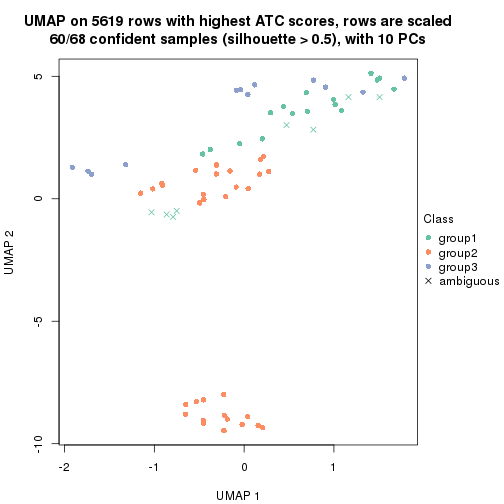 UMAP on 5619 rows with highest ATC scores, rows are scaled
60/68 confident samples (silhouette > 0.5), with 10 PCs
5
0
-5
-10
UMAP 2
-2
-1
0
1
UMAP 1
Class
group1
group2
group3
ambiguous